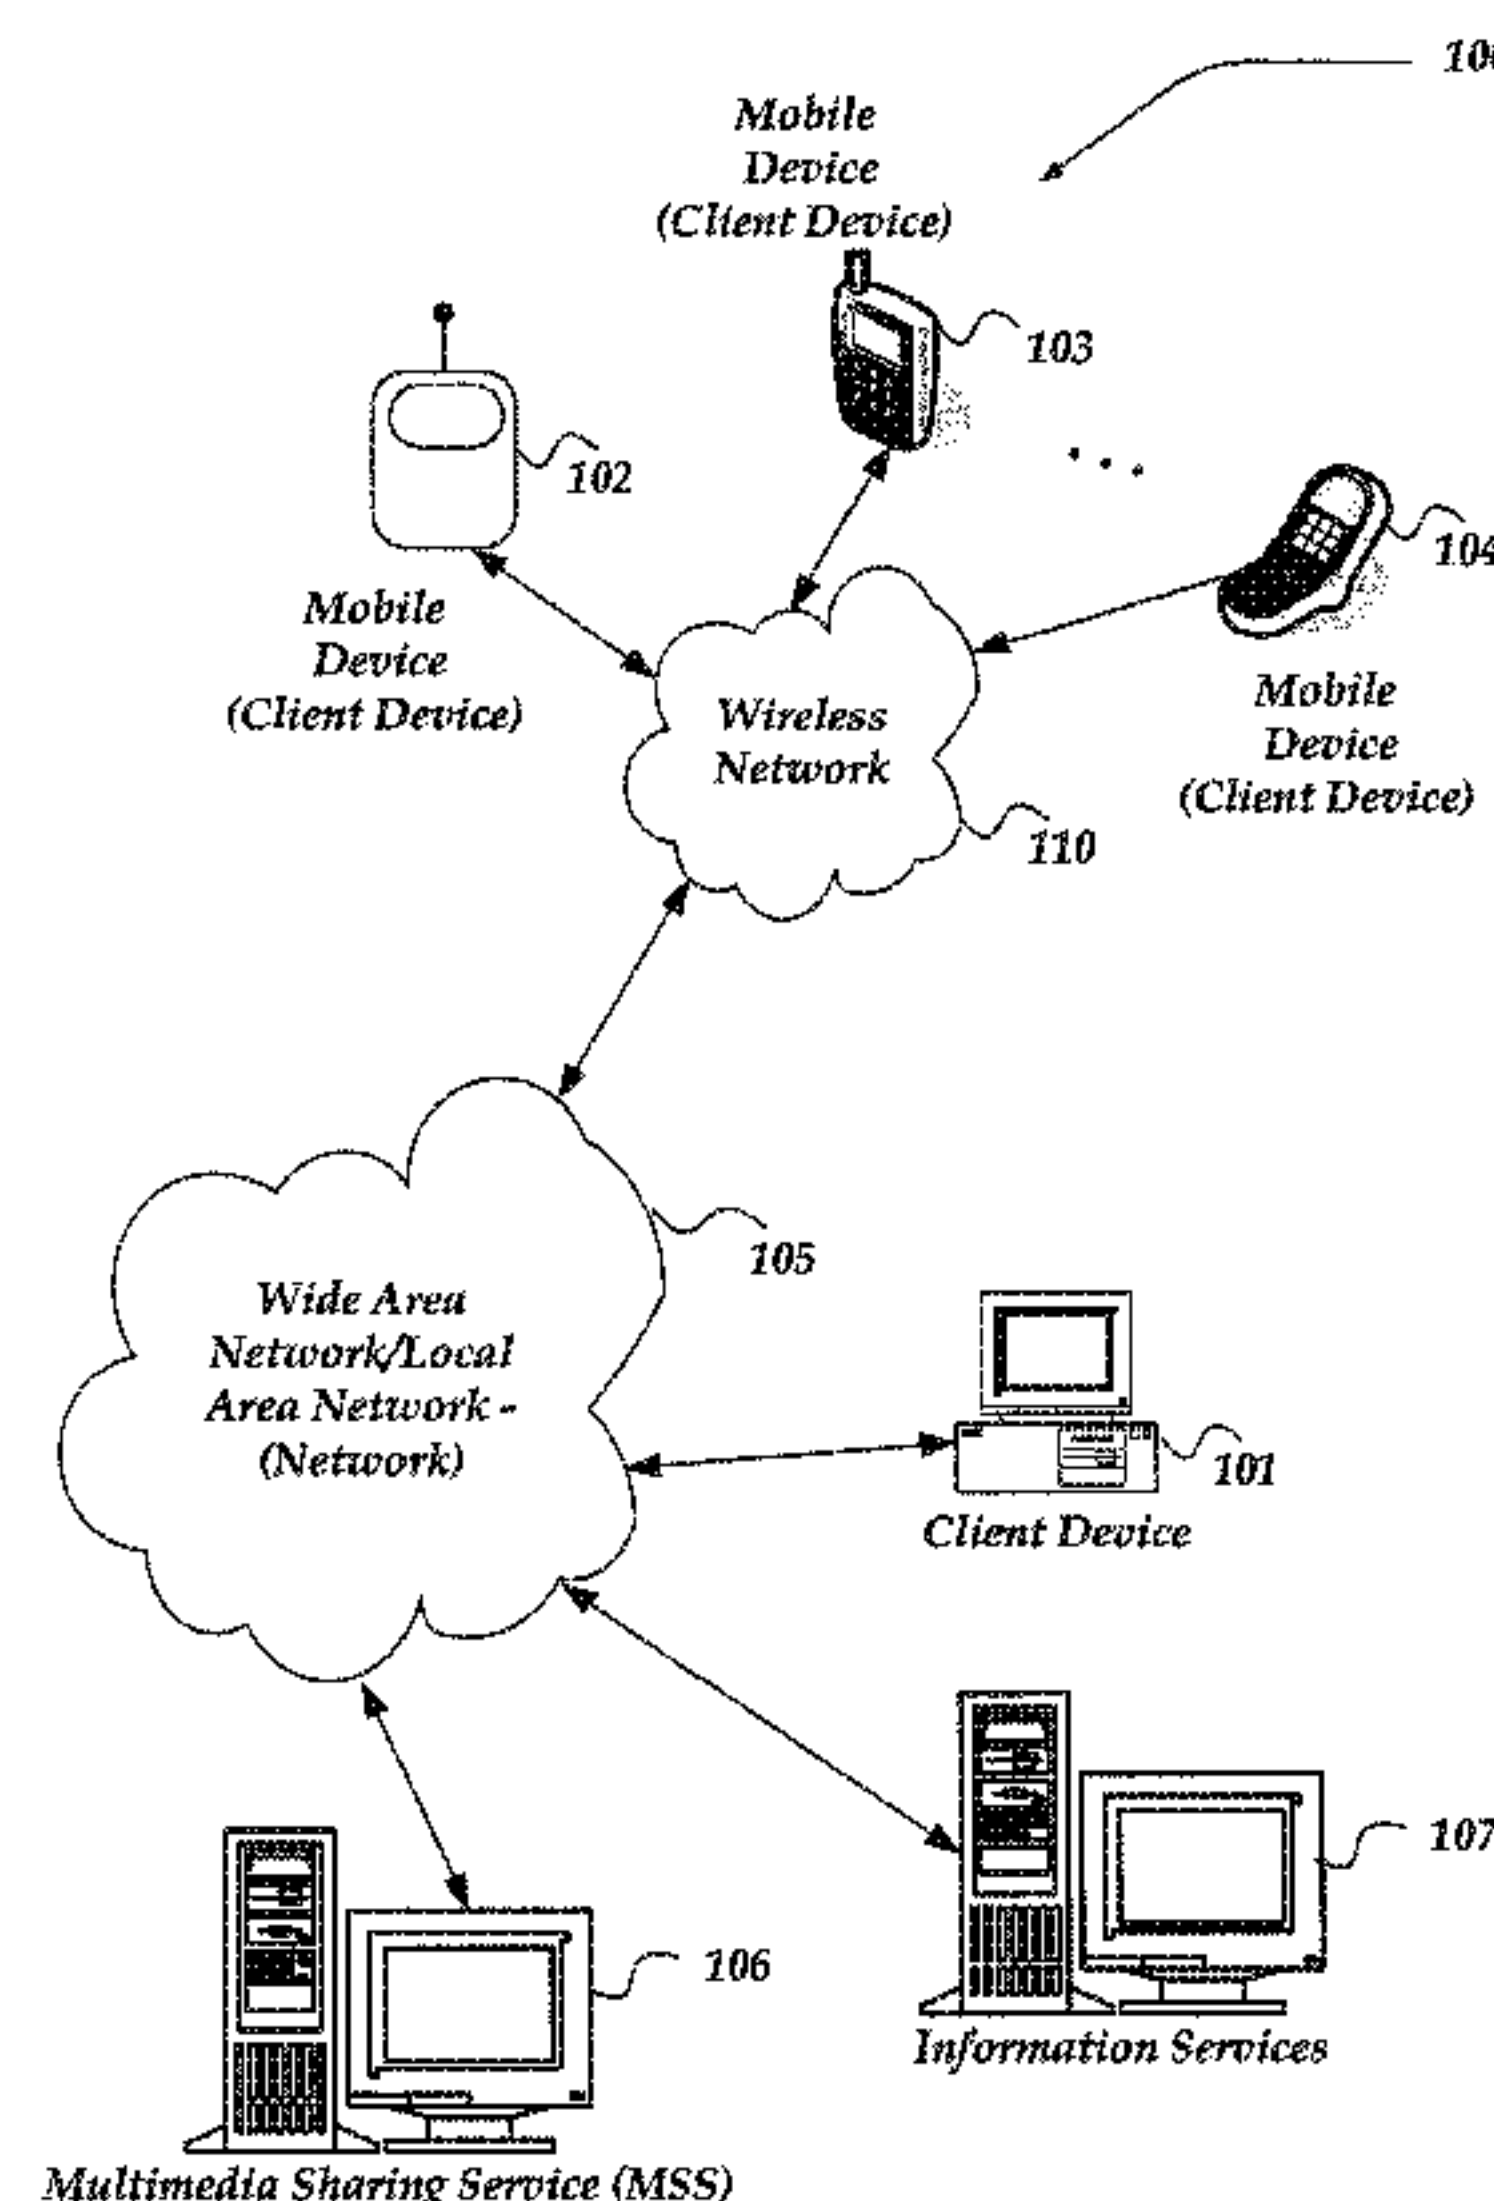 Mobile
Device
(Client Device)
103
102
104
Mobile
Device
(Client Device)
Wireless
Network
Mobile
Device
(Client Device)
110
105
Wide Area
Network/Local
Area Network -
(Network)
101
Client Device
107
106
Information Services
Multimedia Sharing Service (MSS)